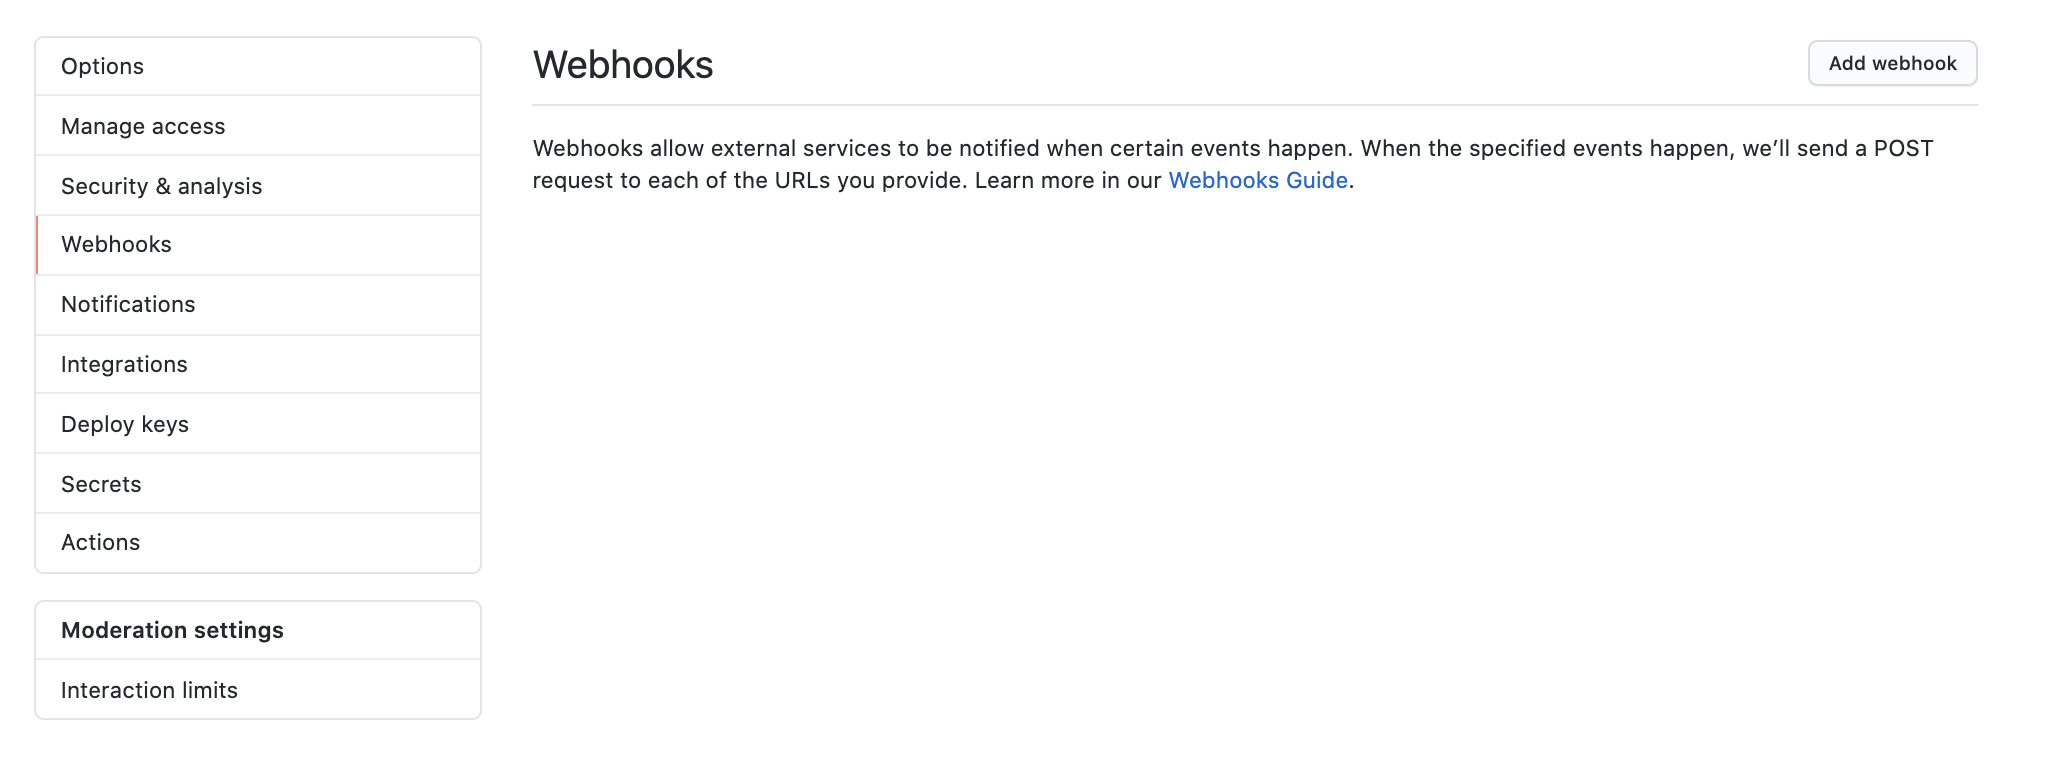 Options
Manage access
Security & analysis
Webhooks
Notifications
Integrations
Deploy keys
Secrets
Actions
Moderation settings
Interaction limits
Webhooks
Add webhook
Webhooks allow external services to be notified when certain events happen. When the specified events happen, we’ll send a POST
request to each of the URLs you provide. Learn more in our Webhooks Guide.